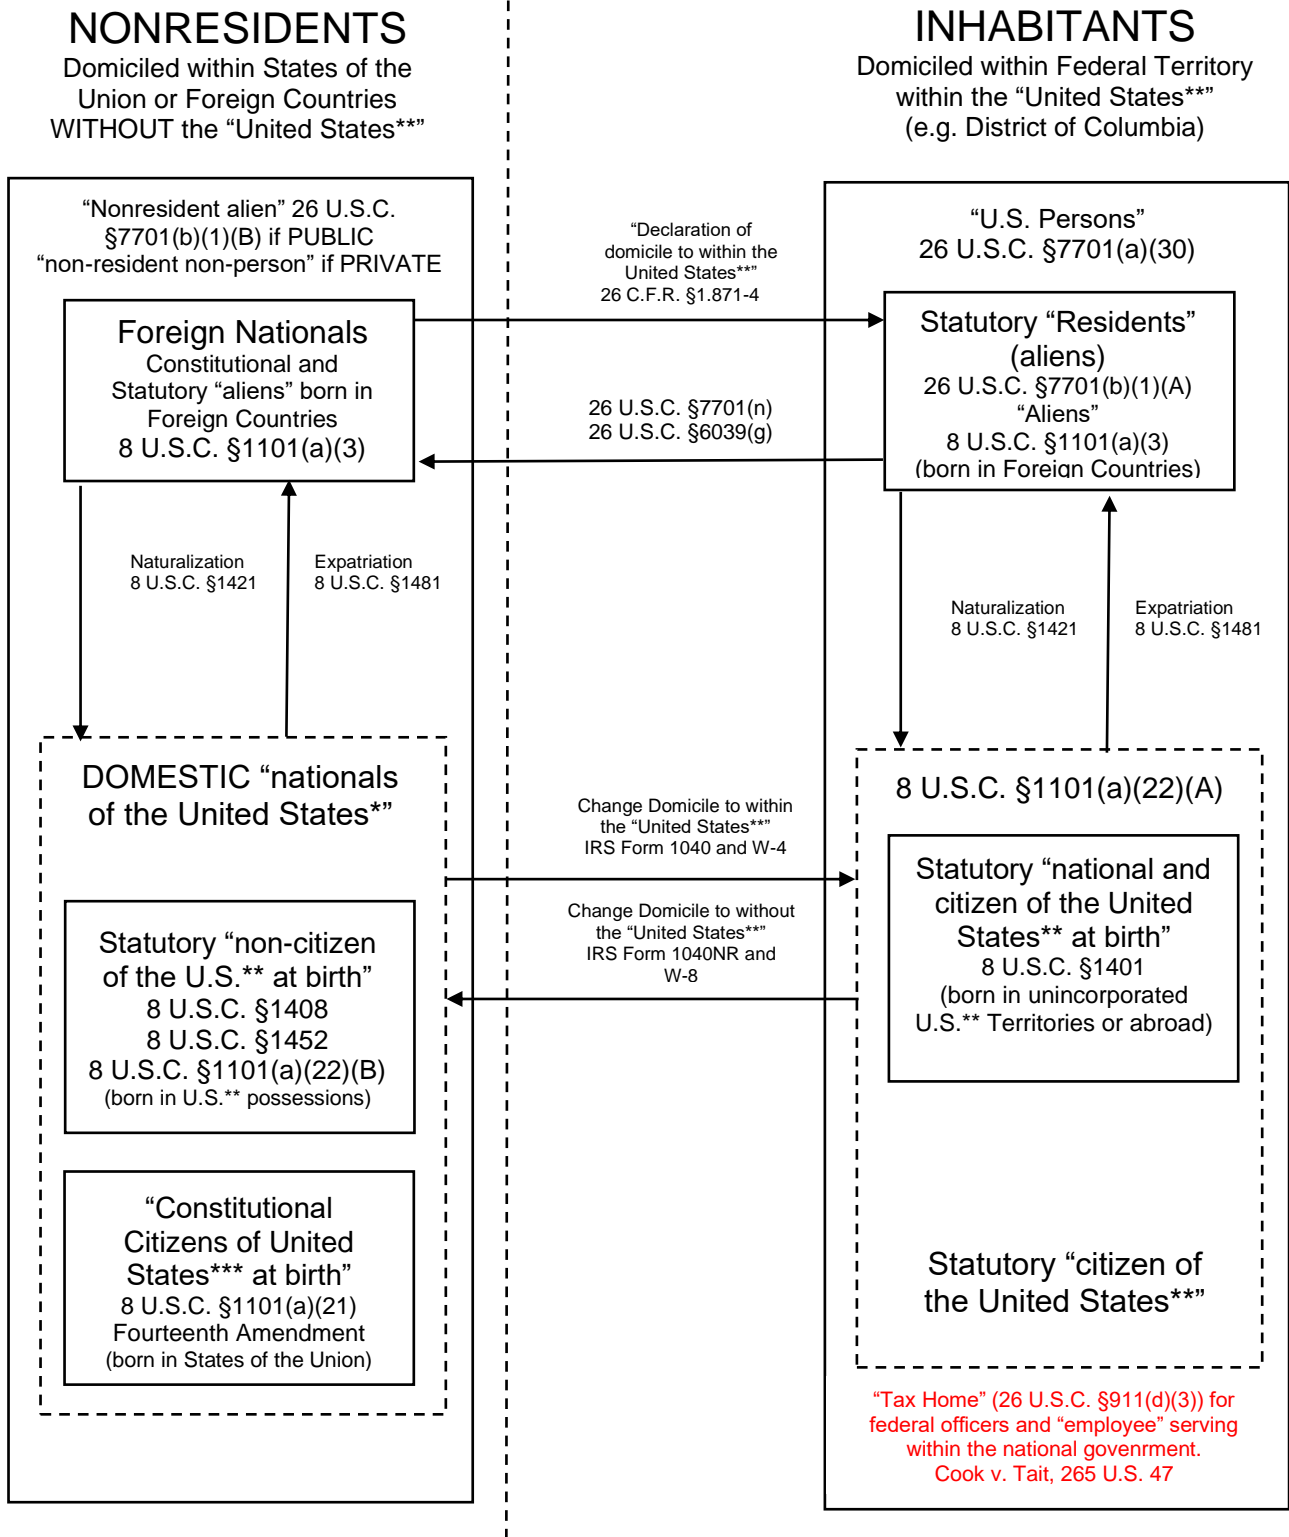 NONRESIDENTS
Domiciled within States of the
Union or Foreign Countries
WITHOUT the “United States**”
INHABITANTS
Domiciled within Federal Territory
within the “United States**”
(e.g. District of Columbia)
“Nonresident alien” 26 U.S.C.
§7701(b)(1)(B) if PUBLIC
“non-resident non-person” if PRIVATE
Foreign Nationals
Constitutional and
Statutory “aliens” born in
Foreign Countries
8 U.S.C. §1101(a)(3)
“Declaration of
domicile to within the
United States**”
26 C.F.R. §1.871-4
26 U.S.C. §7701(n)
26 U.S.C. §6039(g)
“U.S. Persons”
26 U.S.C. §7701(a)(30)
Statutory “Residents”
(aliens)
26 U.S.C. §7701(b)(1)(A)
“Aliens”
8 U.S.C. §1101(a)(3)
(born in Foreign Countries)
Naturalization
8 U.S.C. §1421
Expatriation
8 U.S.C. §1481
Naturalization
8 U.S.C. §1421
Expatriation
8 U.S.C. §1481
DOMESTIC “nationals
of the United States*”
Statutory “non-citizen
of the U.S.** at birth”
8 U.S.C. §1408
8 U.S.C. §1452
8 U.S.C. §1101(a)(22)(B)
(born in U.S.** possessions)
“Constitutional
Citizens of United
States*** at birth”
8 U.S.C. §1101(a)(21)
Fourteenth Amendment
(born in States of the Union)
Change Domicile to within
the “United States**”
IRS Form 1040 and W-4
Change Domicile to without
the “United States**”
IRS Form 1040NR and
W-8
8 U.S.C. §1101(a)(22)(A)
Statutory “national and
citizen of the United
States** at birth”
8 U.S.C. §1401
(born in unincorporated
U.S.** Territories or abroad)
Statutory “citizen of
the United States**”
“Tax Home” (26 U.S.C. §911(d)(3)) for
federal officers and “employee” serving
within the national govenrment.
Cook v. Tait, 265 U.S. 47